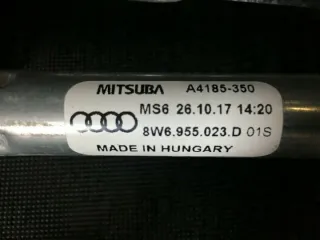 MITSUBA A4185-350
MS6 26.10.17 14:20
8W6.955.023.D 01S
MADE IN HUNGARY